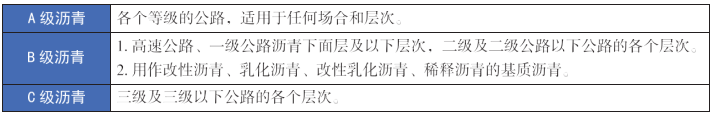 A 级沥青 各个等级的公路，适用于任何场合和层次。
B 级沥青 1. 高速公路、一级公路沥青下面层及以下层次，二级及二级公路以下公路的各个层次。
2. 用作改性沥青、乳化沥青、改性乳化沥青、稀释沥青的基质沥青。
C 级沥青 三级及三级以下公路的各个层次。